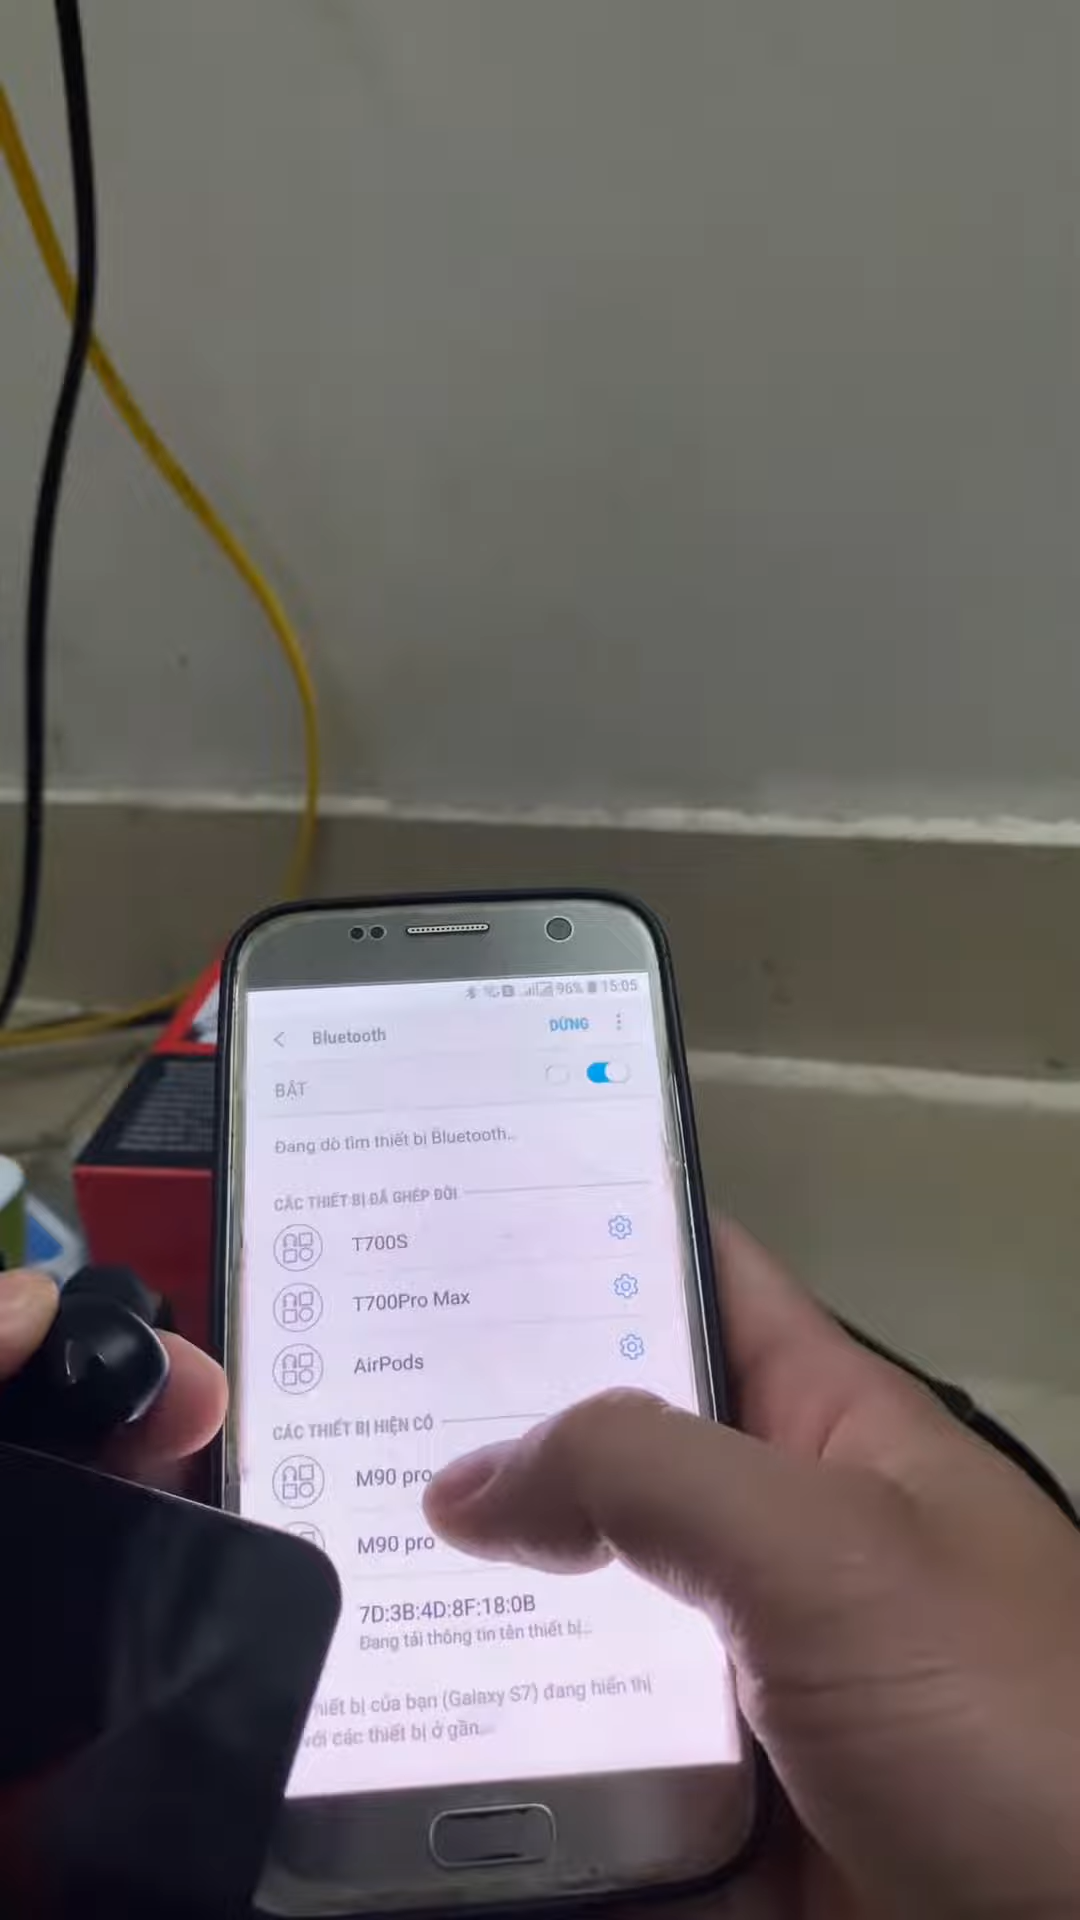 96% 15:05
Bluetooth
DỪNG
BẬT
Đang dò tìm thiết bị Bluetooth..
CÁC THIẾT BỊ ĐÃ GHÉP ĐÔI
T700S
T700Pro Max
AirPods
CÁC THIẾT BỊ HIỆN CÓ
M90 pro
M90 pro
7D:3B:4D:8F:18:0B
Đang tải thông tin tên thiết bị...
của bạn (Galaxy S7) đang hiển thị
với các thiết bị ở gần...